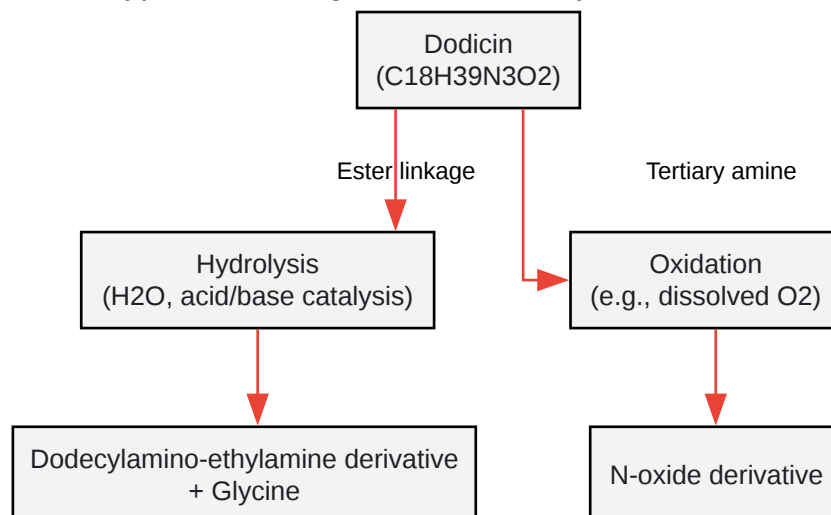 Dodicin
(C18H39N3O2)
Ester linkage
Tertiary amine
Hydrolysis
(H2O, acid/base catalysis)
Oxidation
(e.g., dissolved O2)
Dodecylamino-ethylamine derivative
+ Glycine
N-oxide derivative